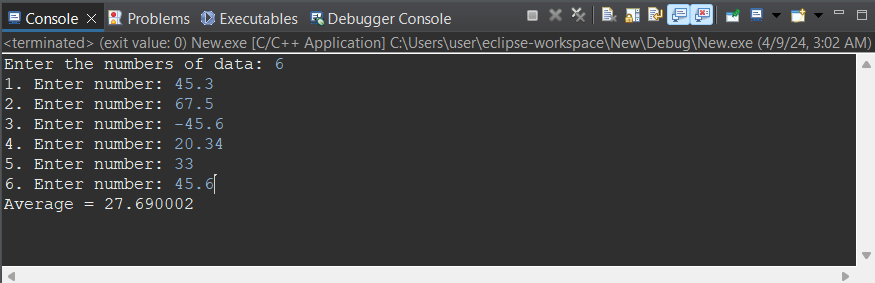 Console Problems Executables Debugger Console
<terminated> (exit value: 0) New.exe [C/C++ Application] C:\Users\user\eclipse-workspace\New\Debug\New.exe (4/9/24, 3:02 AM)
Enter the numbers of data: 6
1. Enter number: 45.3
2. Enter number: 67.5
3. Enter number: -45.6
4. Enter number: 20.34
5. Enter number: 33
6. Enter number: 45.6
Average = 27.690002